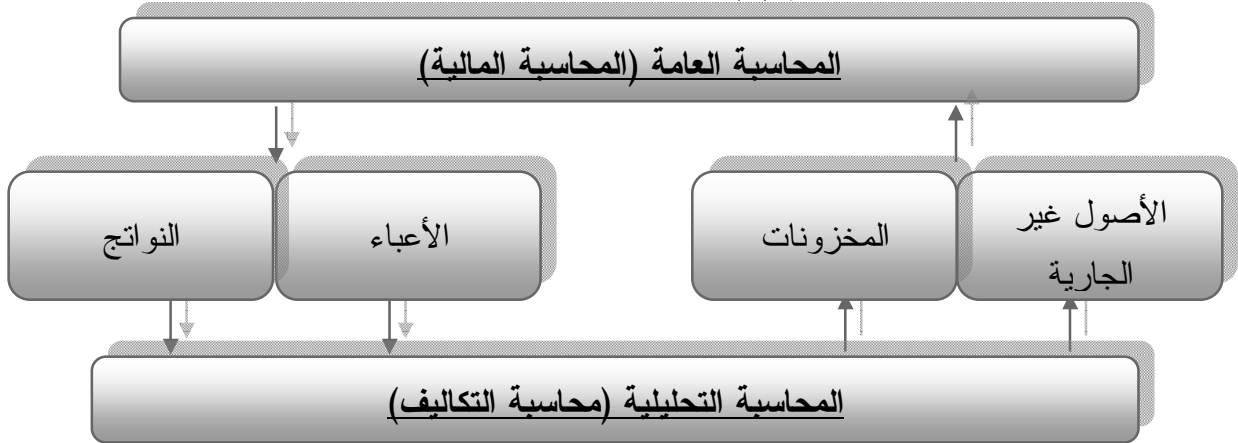 المحاسبة العامة (المحاسبة المالية)
الأصول غير
الجارية
المخزونات
الأعباء
النواتج
المحاسبة التحليلية (محاسبة التكاليف)